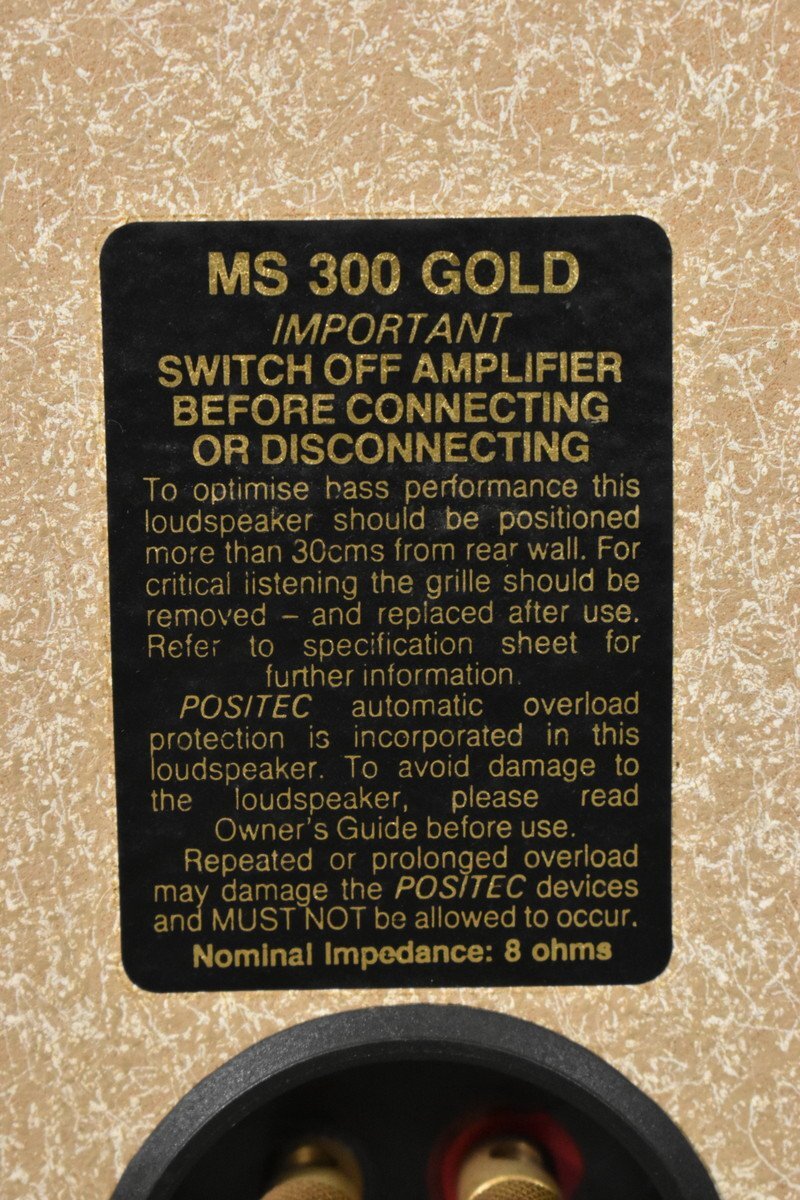 MS 300 GOLD
IMPORTANT
SWITCH OFF AMPLIFIER
BEFORE CONNECTING
OR DISCONNECTING
To optimise bass performance this
loudspeaker should be positioned
more than 30cms from rear wall. For
critical listening the grille should be
removed – and replaced after use.
Refer to specification sheet for
further information.
POSITEC automatic overload
protection is incorporated in this
loudspeaker. To avoid damage to
the loudspeaker, please read
Owner's Guide before use.
Repeated or prolonged overload
may damage the POSITEC devices
and MUST NOT be allowed to occur.
Nominal Impedance: 8 ohms